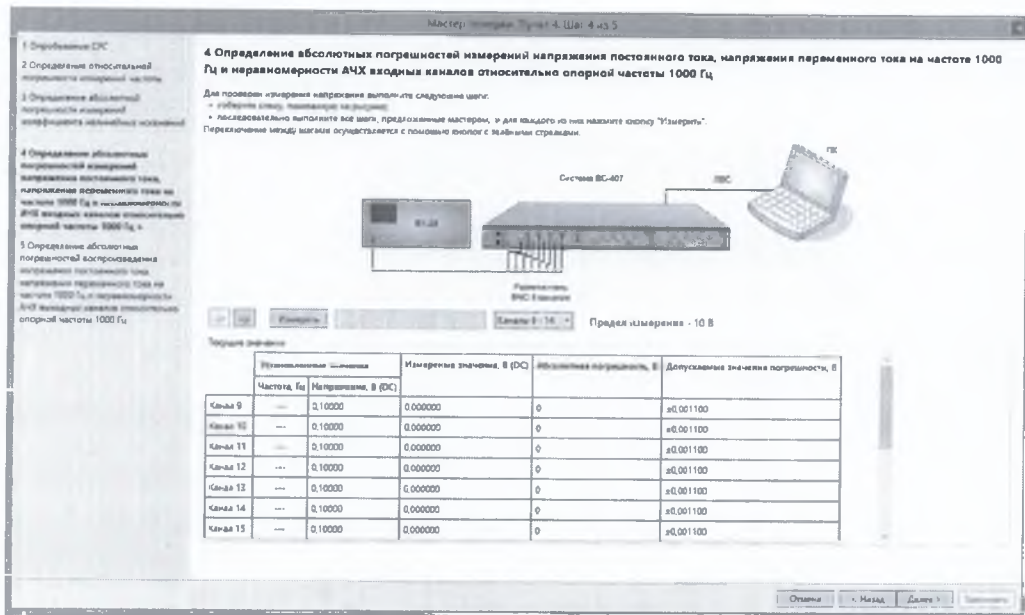 Мастер поверки. Пункт 4. Шаг 4 из 5
1 Опробование СРС
2 Определение относительной
погрешности измерений частоты
3 Определение абсолютной
погрешности измерений
коэффициента нелинейных искажений
4 Определение абсолютных
погрешностей измерений
напряжения постоянного тока,
напряжения переменного тока на
частоте 1000 Гц и неравномерности
АЧХ входных каналов относительно
опорной частоты 1000 Гц
5 Определение абсолютных
погрешностей воспроизведения
напряжения постоянного тока,
напряжения переменного тока на
частоте 1000 Гц и неравномерности
АЧХ выходных каналов относительно
опорной частоты 1000 Гц
4 Определение абсолютных погрешностей измерений напряжения постоянного тока, напряжения переменного тока на частоте 1000
Гц и неравномерности АЧХ входных каналов относительно опорной частоты 1000 Гц
Для проверки измерения напряжения выполните следующие шаги:
• соберите схему, показанную на рисунке;
• последовательно выполните все шаги, предложенные мастером, и для каждого из них нажмите кнопку "Измерить".
Переключение между шагами осуществляется с помощью кнопок с зелёными стрелками.
ПК
Система ВС-407
ЛВС
Разветвитель
BNC 8 каналов
Измерить
Каналы 9 - 16
Предел измерения - 10 В
Текущие значения
Установленные значения
Измереные значения, В (DC)
Абсолютная погрешность, В
Допускаемые значения погрешности, В
Частота, Гц
Напряжение, В (DC)
Канал 9 --- 0,10000 0,000000 0 ±0,001100
Канал 10 --- 0,10000 0,000000 0 ±0,001100
Канал 11 --- 0,10000 0,000000 0 ±0,001100
Канал 12 --- 0,10000 0,000000 0 ±0,001100
Канал 13 --- 0,10000 0,000000 0 ±0,001100
Канал 14 --- 0,10000 0,000000 0 ±0,001100
Канал 15 --- 0,10000 0,000000 0 ±0,001100
Отмена
< Назад
Далее >